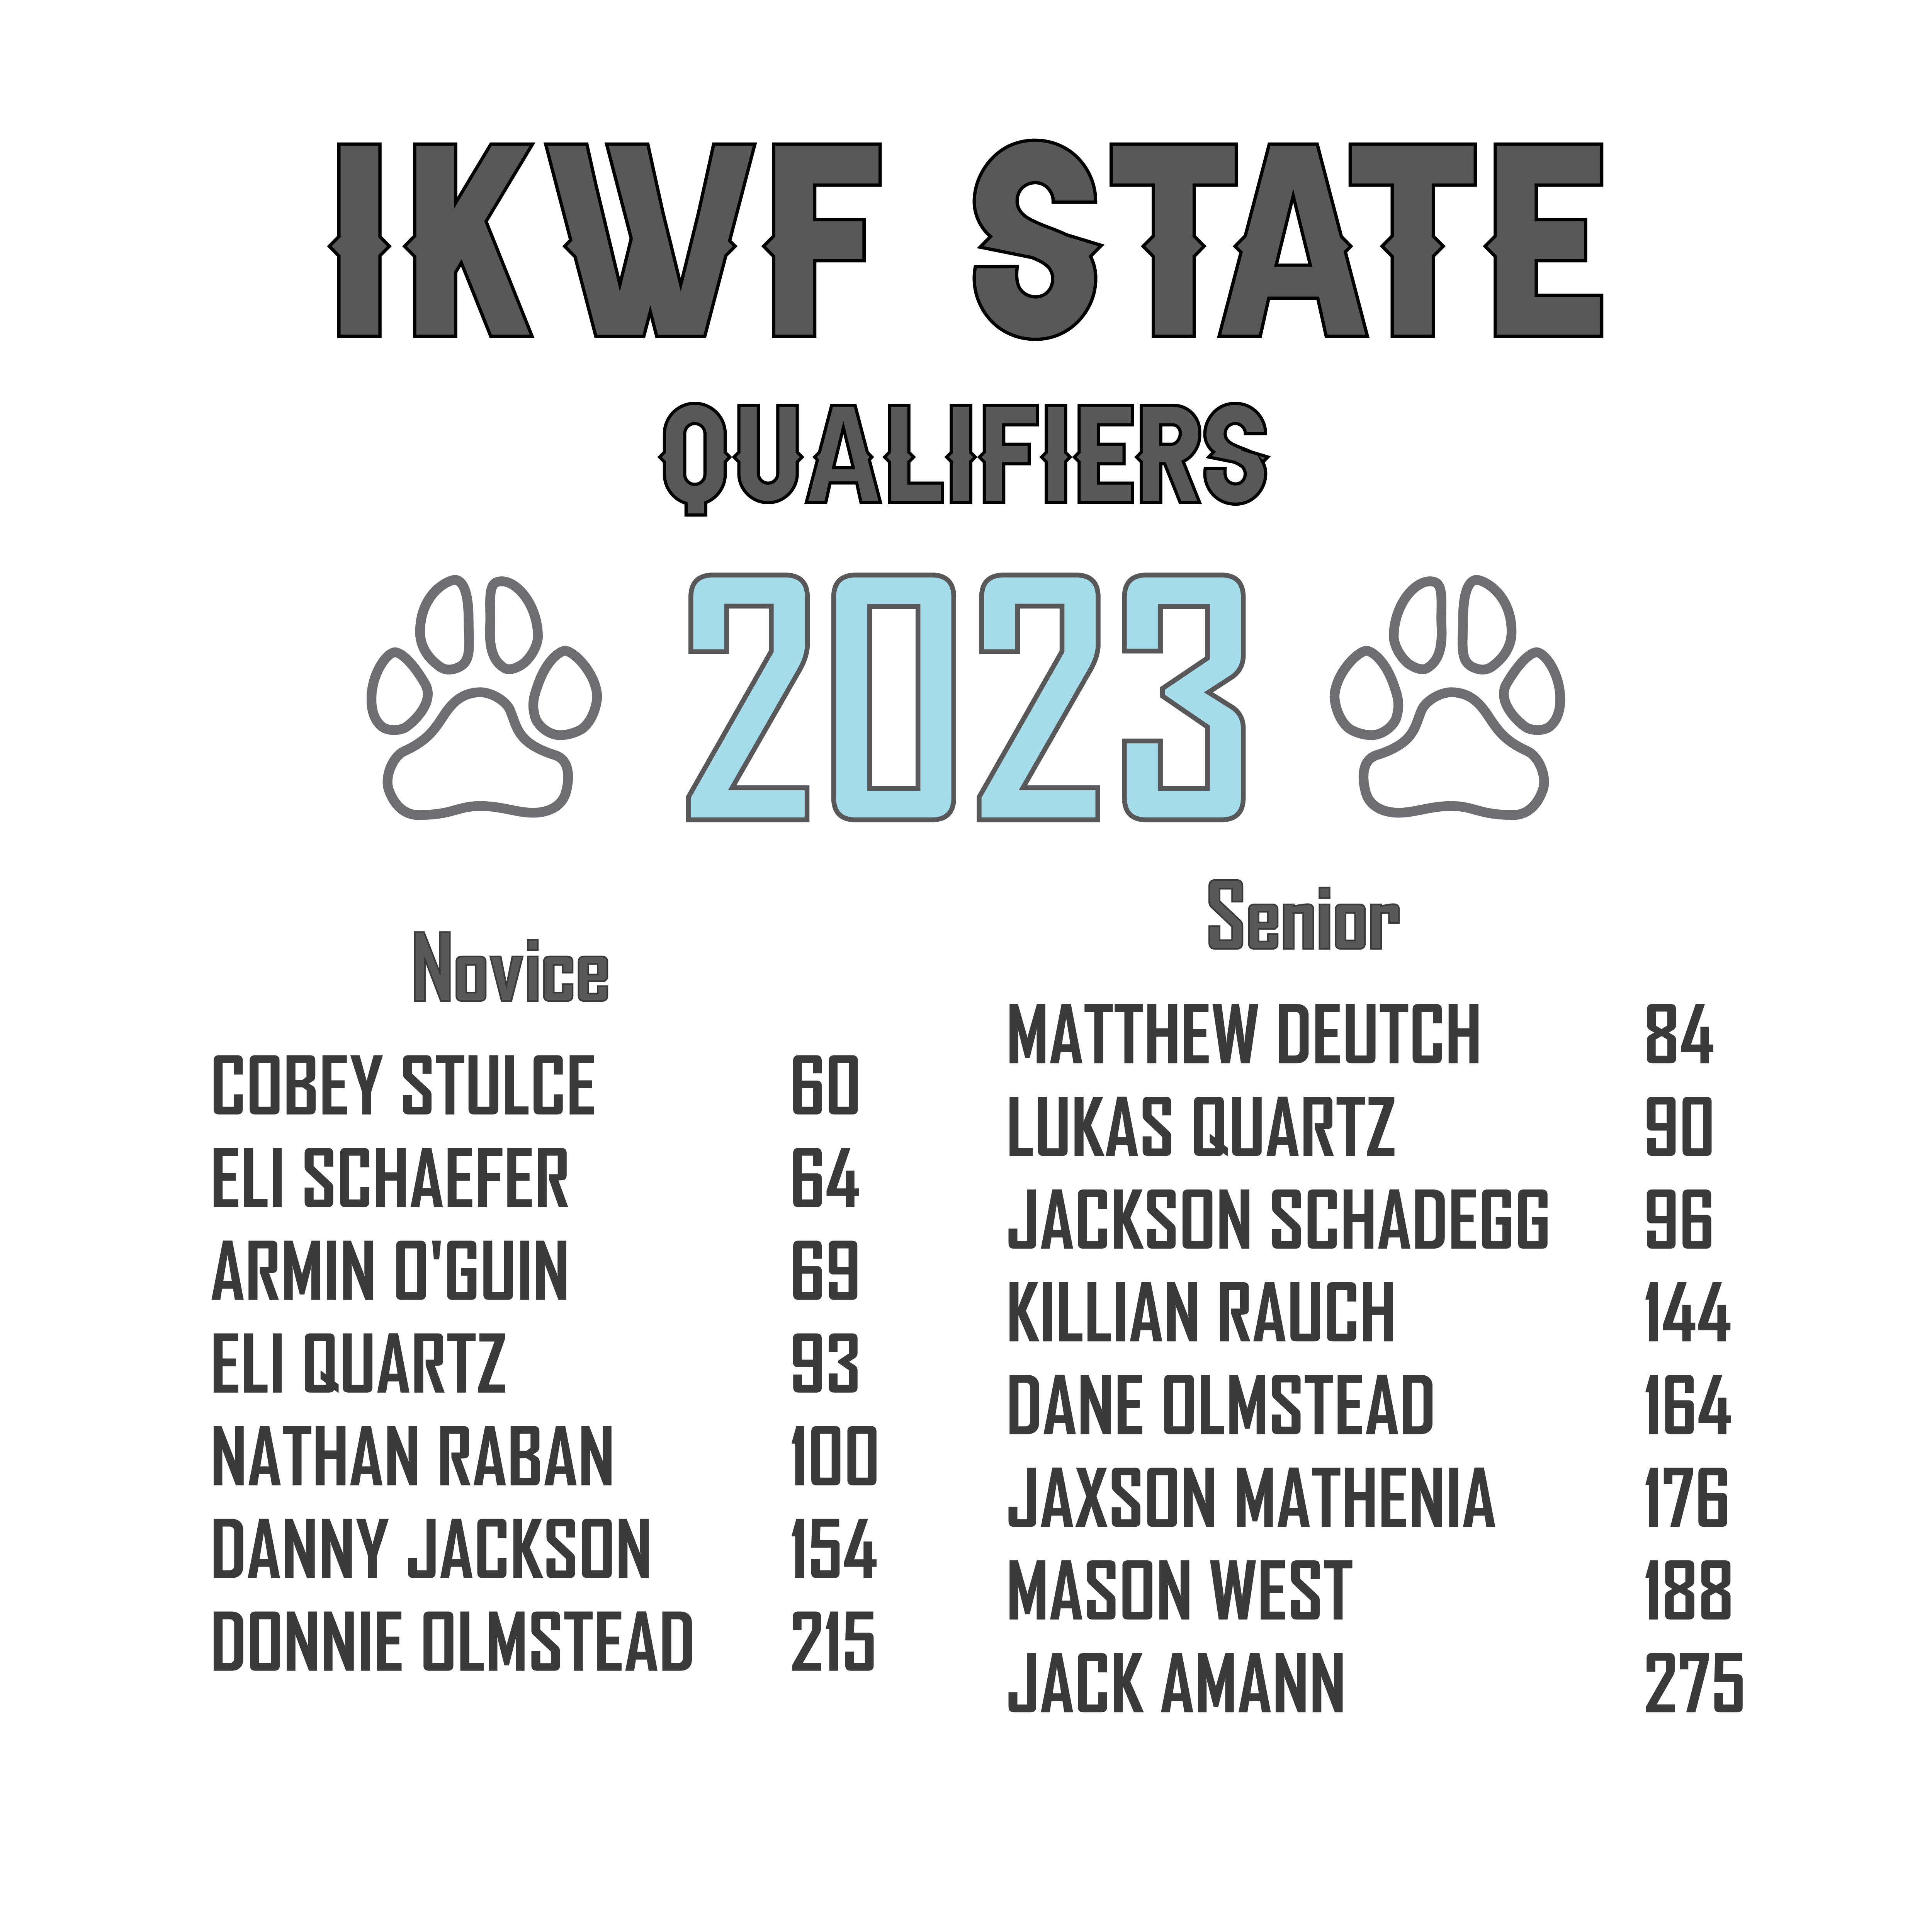 IKWF STATE
QUALIFIERS
2023
Novice
COBEY STULCE 60
ELI SCHAEFER 64
ARMIN O'GUIN 69
ELI QUARTZ 93
NATHAN RABAN 100
DANNY JACKSON 154
DONNIE OLMSTEAD 215
Senior
MATTHEW DEUTCH 84
LUKAS QUARTZ 90
JACKSON SCHADEGG 96
KILLIAN RAUCH 144
DANE OLMSTEAD 164
JAXSON MATHENIA 176
MASON WEST 188
JACK AMANN 275